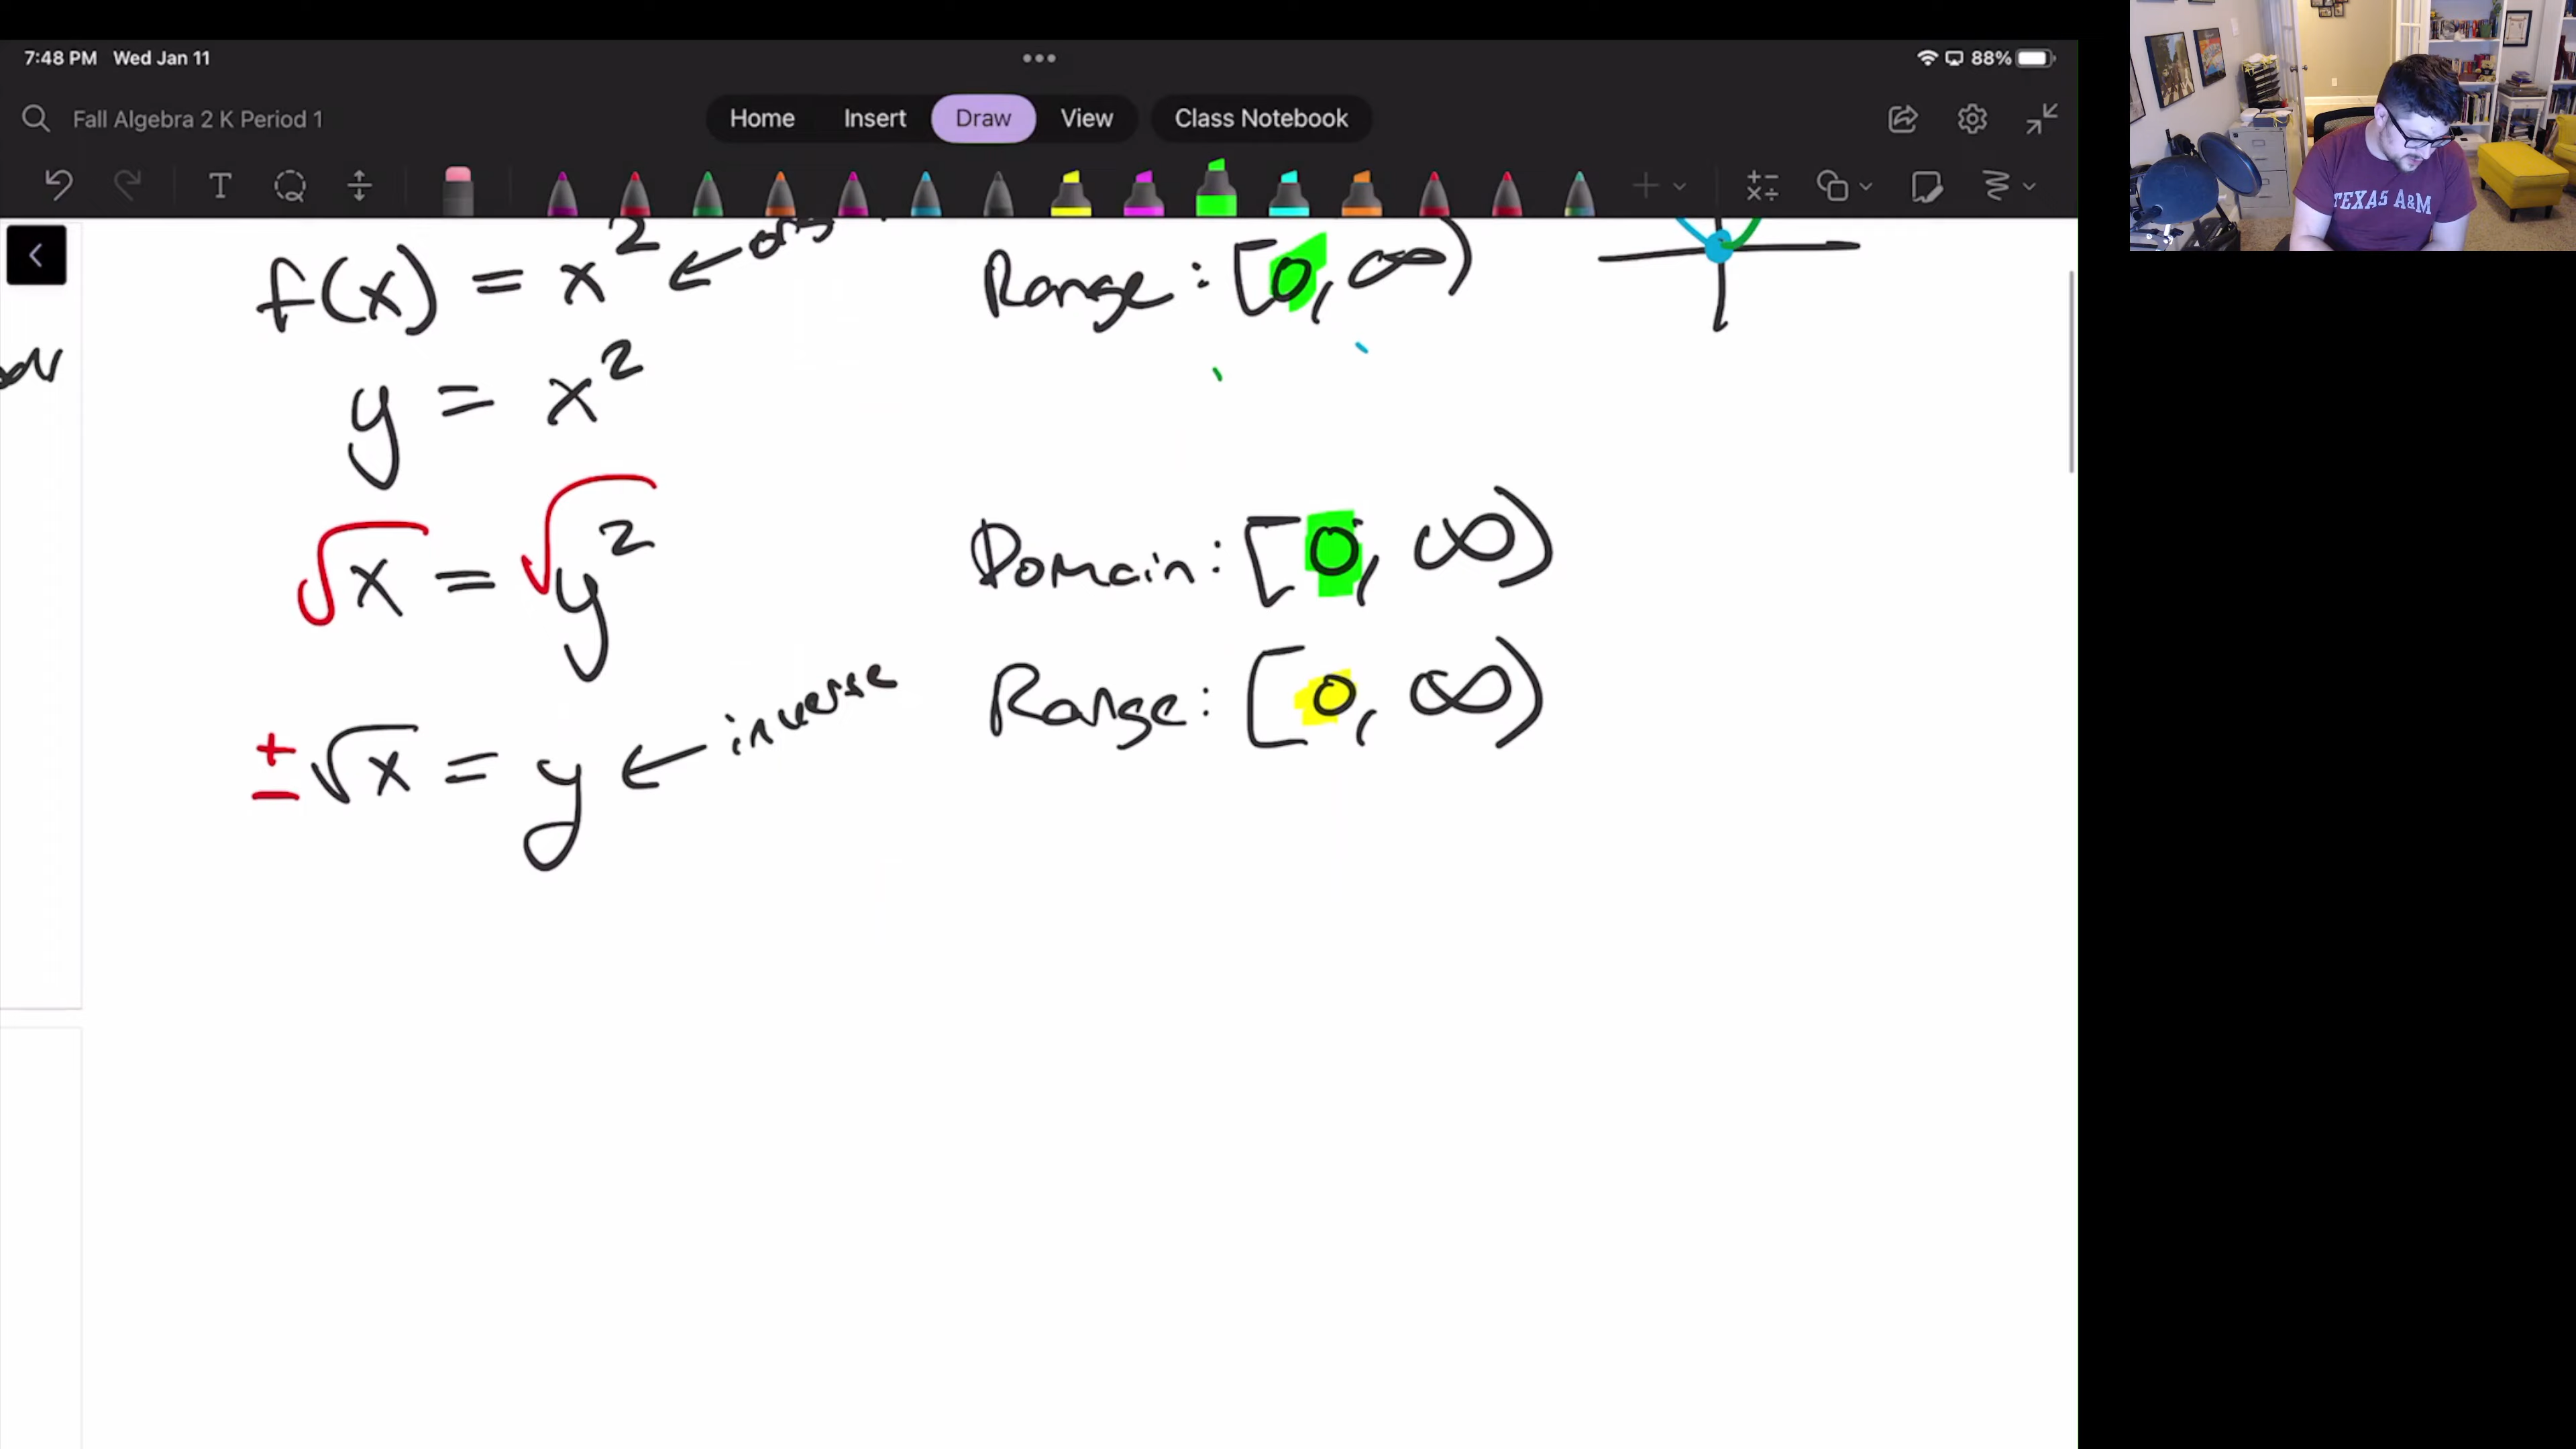 7:48 PM Wed Jan 11
88%
Fall Algebra 2 K Period 1
Home Insert Draw View Class Notebook
f(x) = x²
Range: [0, ∞)
y = x²
√x = √y²
Domain: [0, ∞)
Range: [0, ∞)
±√x = y ← inverse
TEXAS A&M